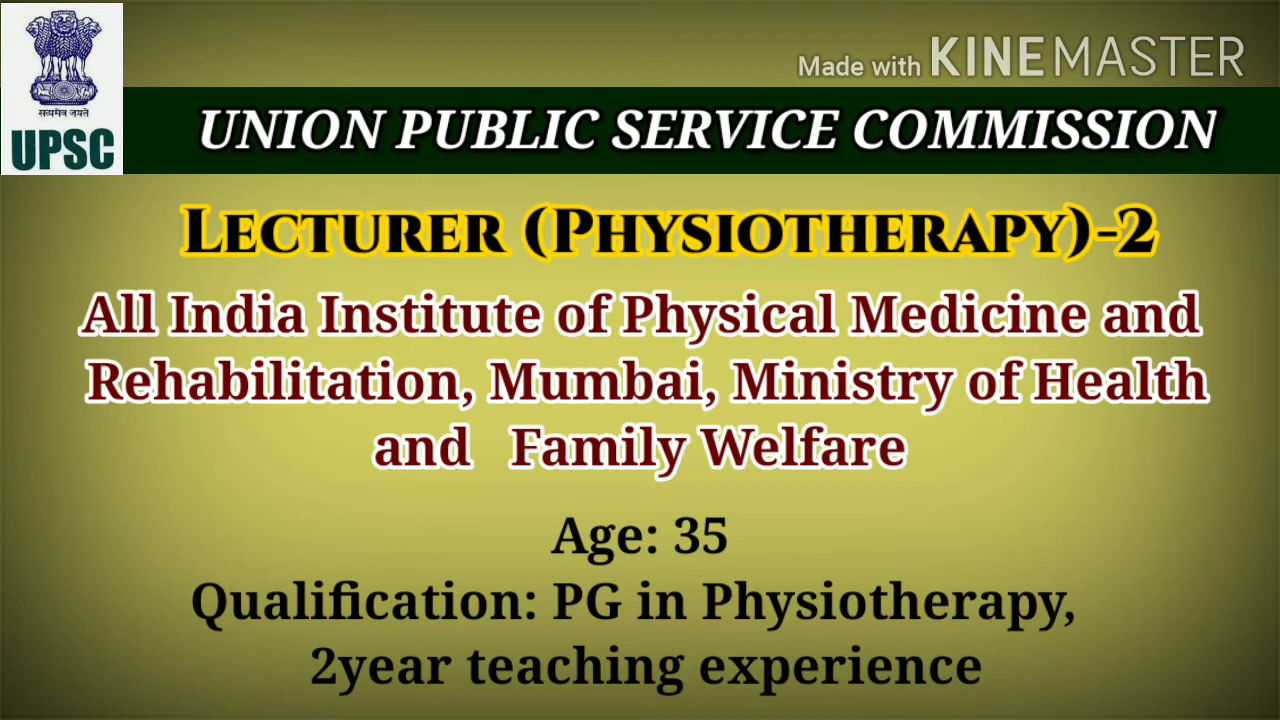 Made with KINEMASTER
सत्यमेव जयते
UPSC
UNION PUBLIC SERVICE COMMISSION
LECTURER (PHYSIOTHERAPY)-2
All India Institute of Physical Medicine and
Rehabilitation, Mumbai, Ministry of Health
and Family Welfare
Age: 35
Qualification: PG in Physiotherapy,
2year teaching experience